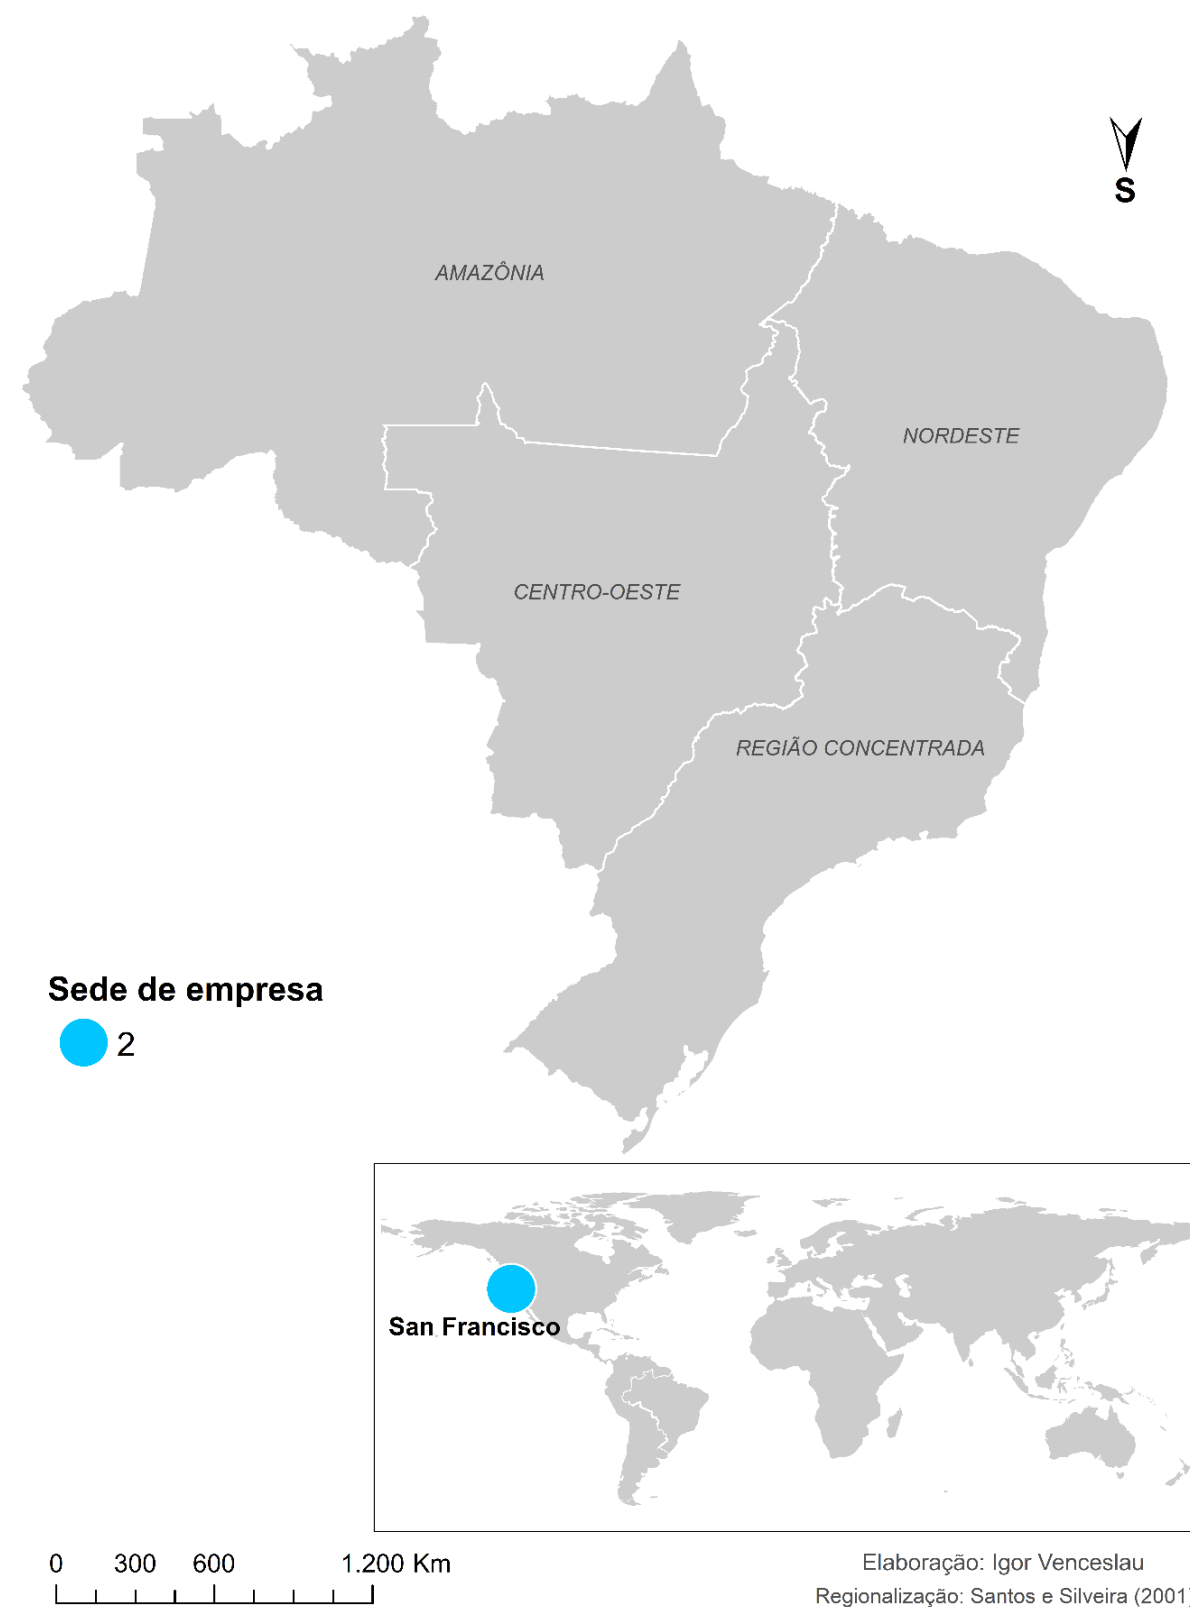 S
AMAZÔNIA
NORDESTE
CENTRO-OESTE
REGIÃO CONCENTRADA
Sede de empresa
2
San Francisco
0 300 600 1.200 Km
Elaboração: Igor Venceslau
Regionalização: Santos e Silveira (2001)